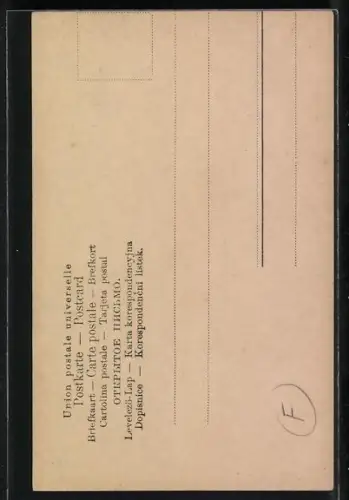 Union postale universelle
Postkarte — Postcard
Briefkaart — Carte postale — Brefkort
Cartolina postale — Tarjeta postal
ОТКРЫТОЕ ПИСЬМО.
Levelezö-Lap — Karta korespondencyjna
Dopisnice — Korespondenční lístek.
F